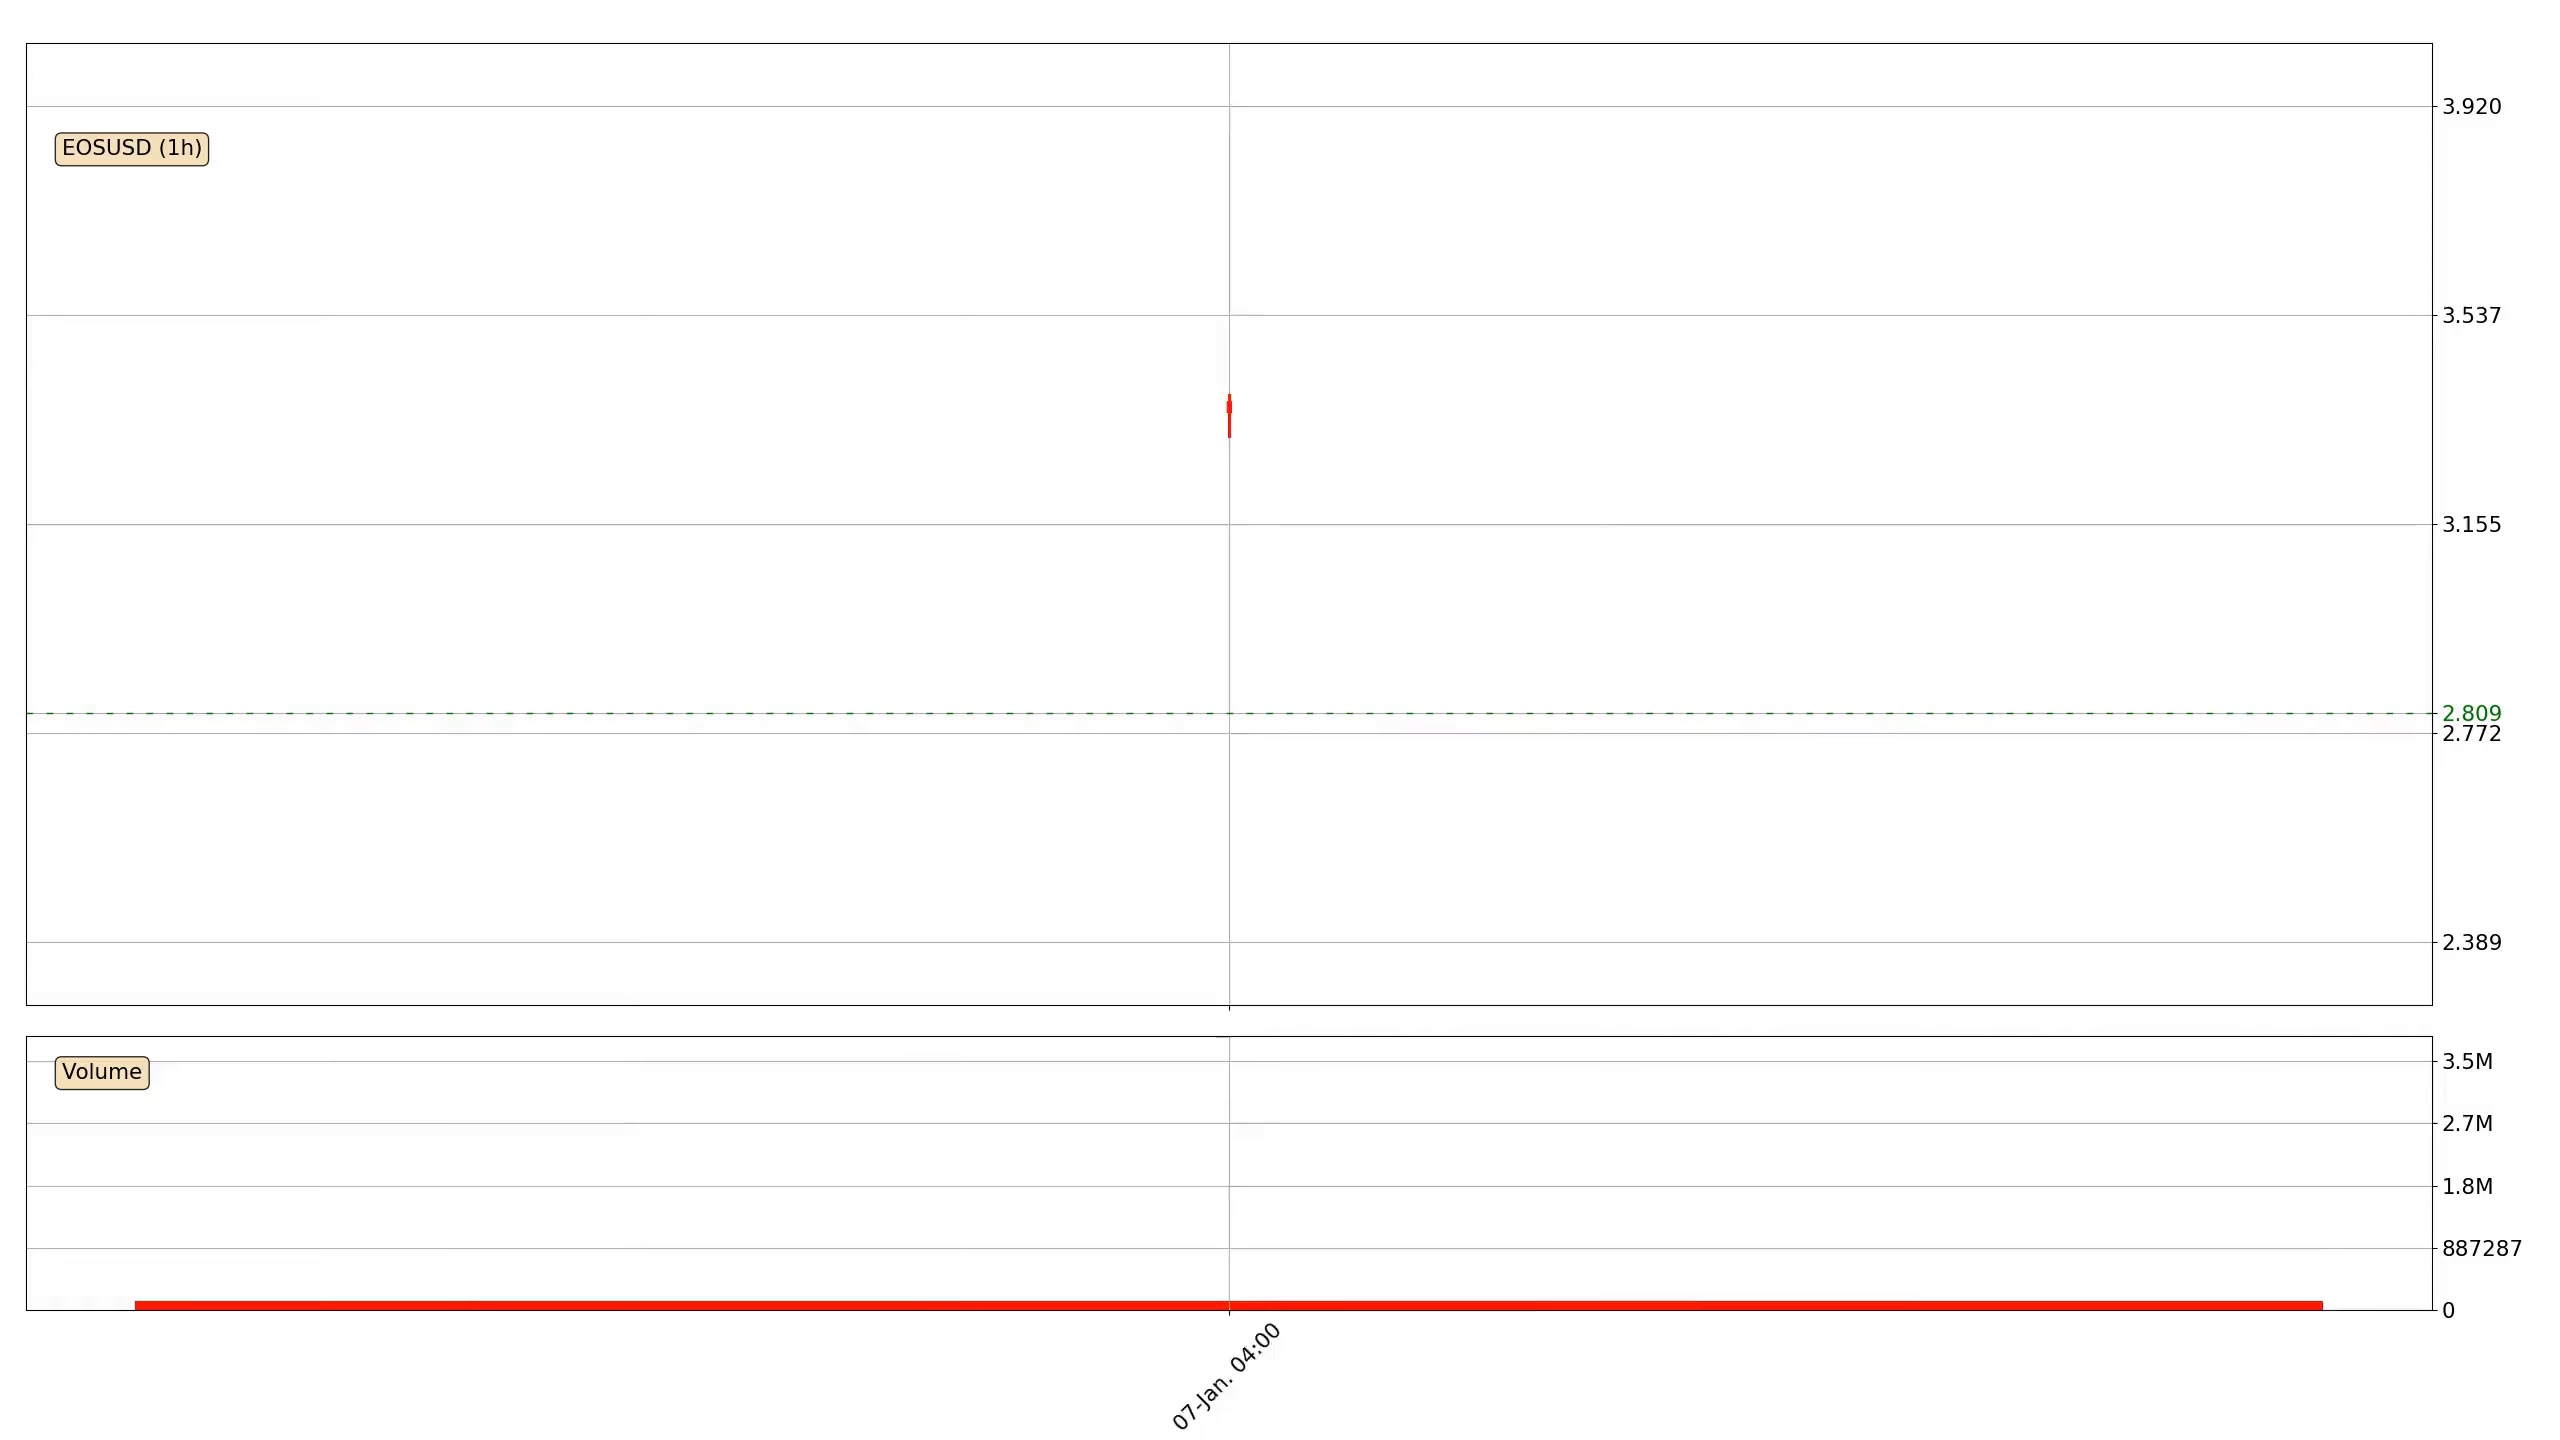 3.920
EOSUSD (1h)
3.537
3.155
2.809
2.772
2.389
3.5M
Volume
2.7M
1.8M
887287
0
07-Jan. 04:00